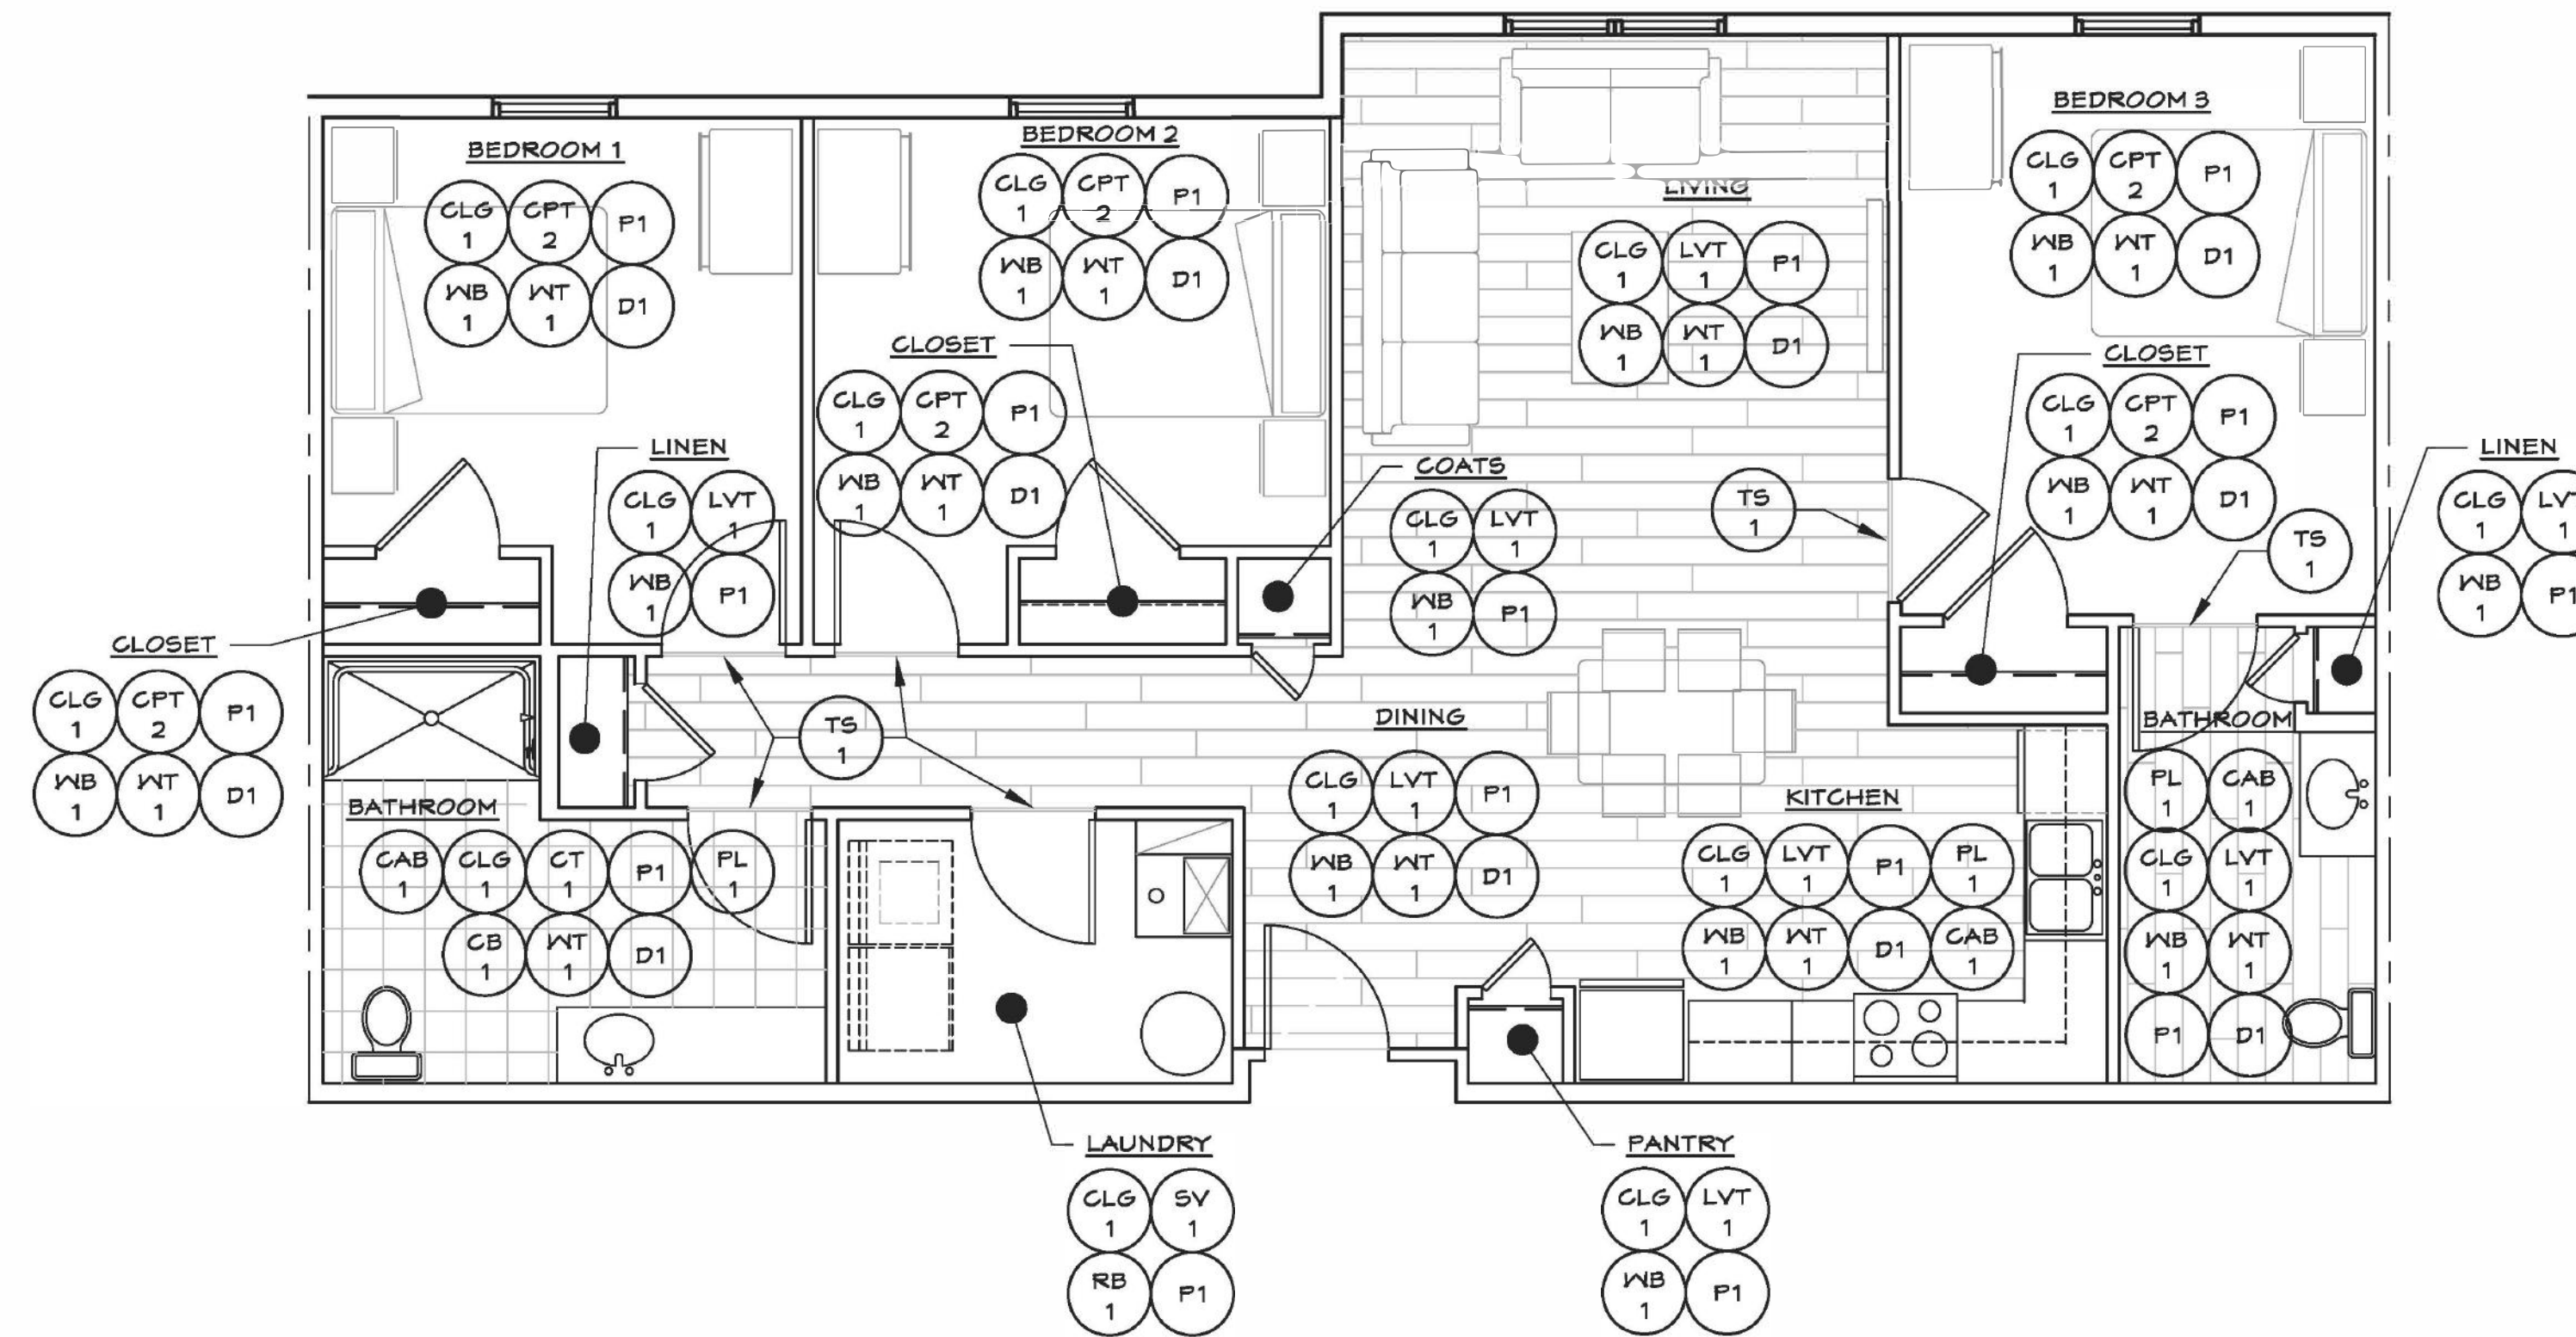 BEDROOM 3
BEDROOM 2
BEDROOM 1
CLG 1
CPT 2
P1
WB 1
WT 1
D1
CLG 1
CPT 2
P1
WB 1
WT 1
D1
CLG 1
CPT 2
P1
WB 1
WT 1
D1
LIVING
CLG 1
LVT 1
P1
WB 1
WT 1
D1
CLOSET
CLG 1
CPT 2
P1
WB 1
WT 1
D1
CLOSET
CLG 1
CPT 2
P1
WB 1
WT 1
D1
LINEN
CLG 1
LVT 1
WB 1
P1
COATS
CLG 1
LVT 1
WB 1
P1
TS 1
TS 1
LINEN
CLG 1
WB 1
CLOSET
CLG 1
CPT 2
P1
WB 1
WT 1
D1
TS 1
DINING
CLG 1
LVT 1
P1
WB 1
WT 1
D1
BATHROOM
PL 1
CAB 1
CLG 1
LVT 1
WB 1
WT 1
P1
D1
KITCHEN
CLG 1
LVT 1
P1
PL 1
WB 1
WT 1
D1
CAB 1
BATHROOM
CAB 1
CLG 1
CT 1
P1
PL 1
CB 1
WT 1
D1
LAUNDRY
CLG 1
SV 1
RB 1
P1
PANTRY
CLG 1
LVT 1
WB 1
P1